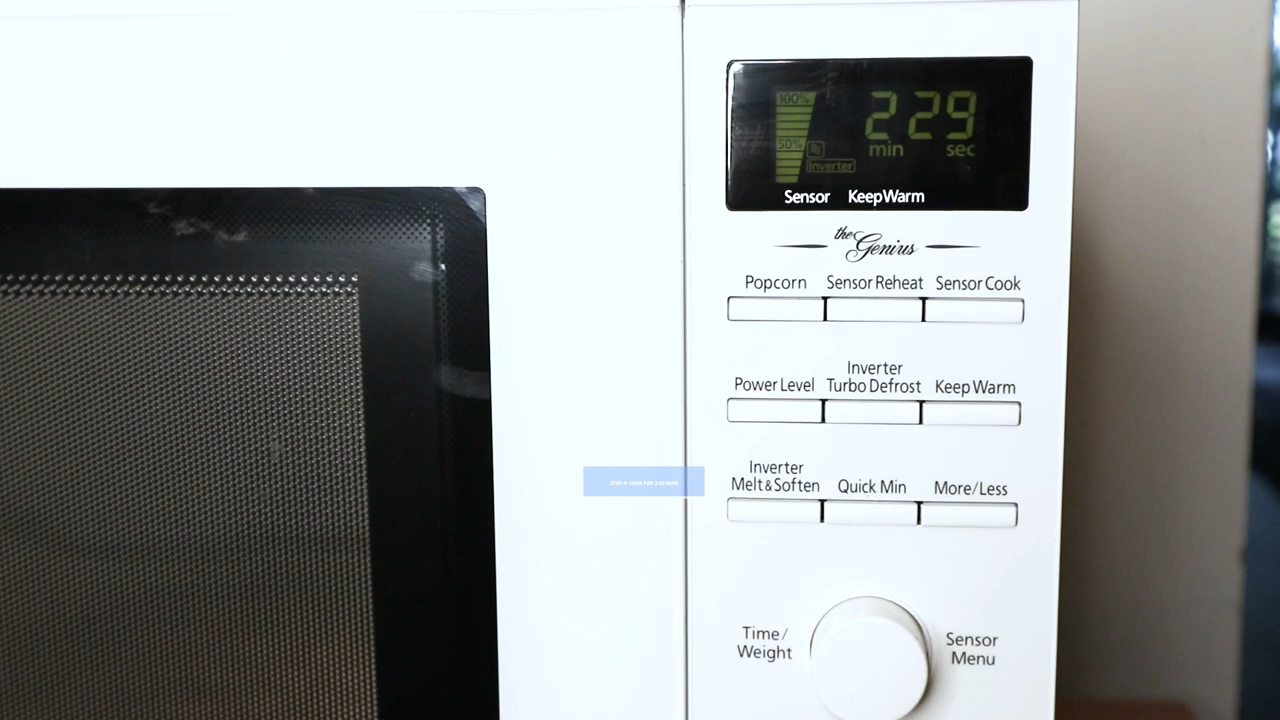 100%
2 29
50%
min sec
Inverter
Sensor KeepWarm
the Genius
Popcorn Sensor Reheat Sensor Cook
Inverter
Power Level Turbo Defrost Keep Warm
Inverter
Melt&Soften Quick Min More/Less
Time/ Sensor
Weight Menu